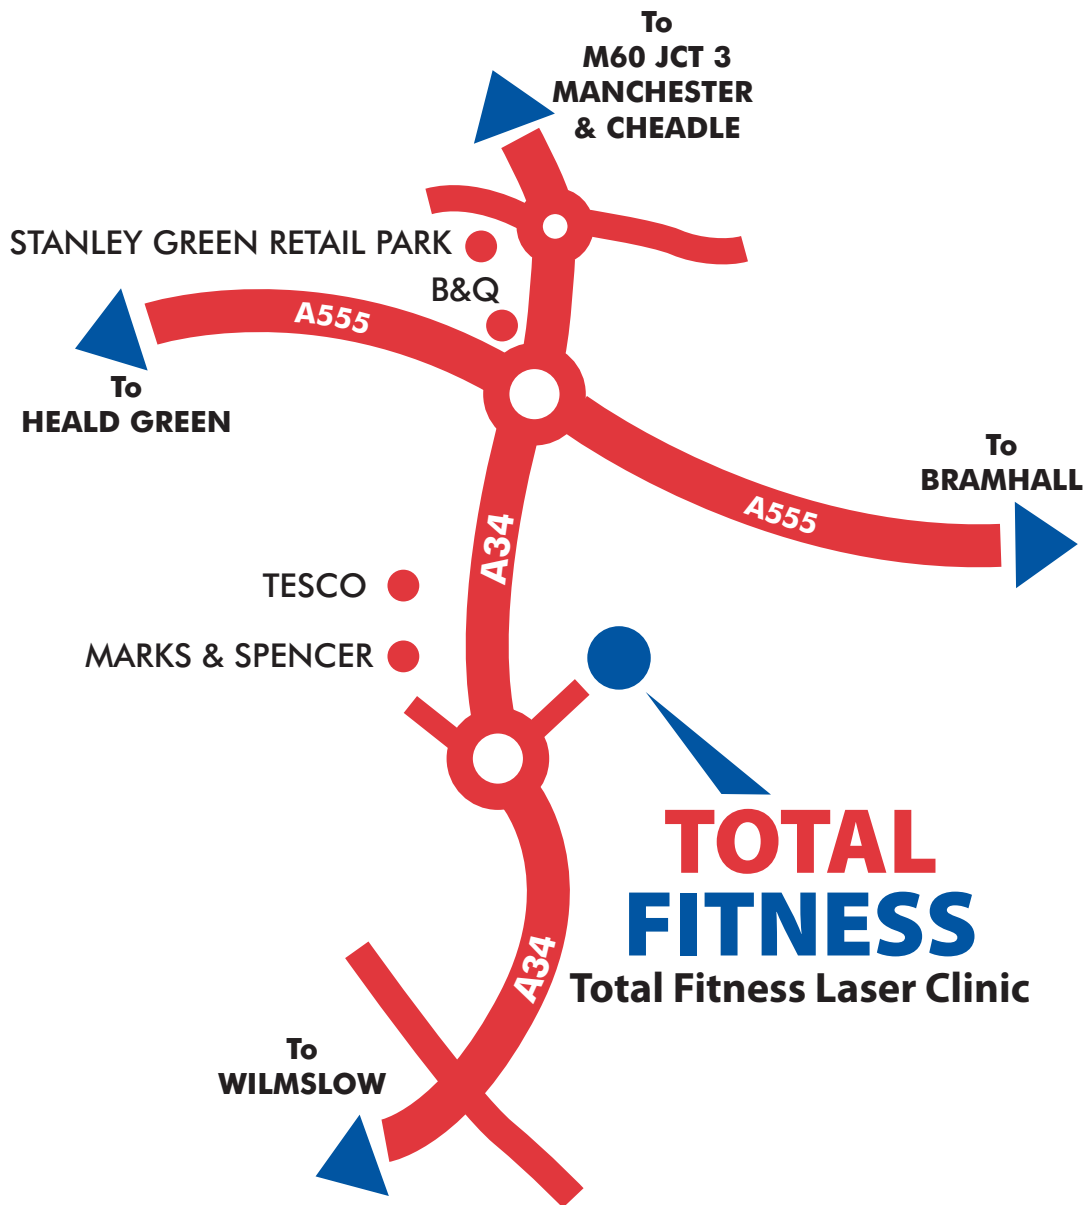 To
M60 JCT 3
MANCHESTER
& CHEADLE
STANLEY GREEN RETAIL PARK
B&Q
A555
To
HEALD GREEN
To
BRAMHALL
A555
A34
TESCO
MARKS & SPENCER
TOTAL
FITNESS
Total Fitness Laser Clinic
A34
To
WILMSLOW